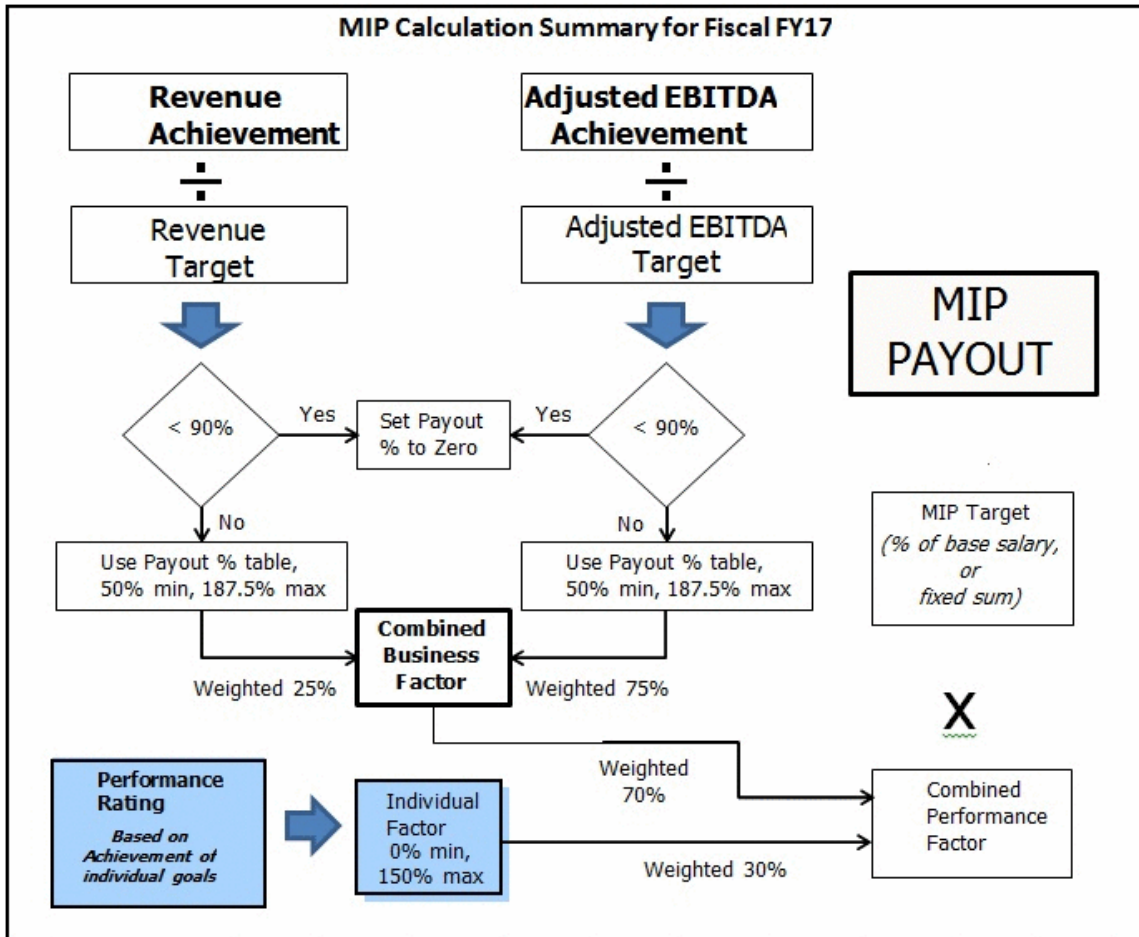 MIP Calculation Summary for Fiscal FY17
Revenue
Achievement
÷
Revenue
Target
Adjusted EBITDA
Achievement
÷
Adjusted EBITDA
Target
MIP
PAYOUT
< 90%
Yes
Set Payout
% to Zero
Yes
< 90%
No
No
Use Payout % table,
50% min, 187.5% max
Use Payout % table,
50% min, 187.5% max
MIP Target
(% of base salary,
or
fixed sum)
Combined
Business
Factor
Weighted 25%
Weighted 75%
X
Weighted
70%
Performance
Rating
Based on
Achievement of
individual goals
Individual
Factor
0% min,
150% max
Weighted 30%
Combined
Performance
Factor